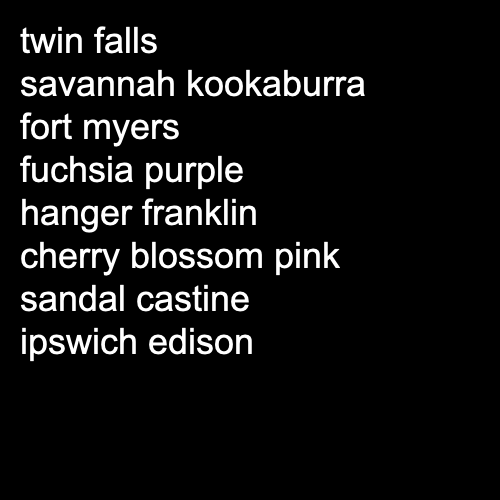 twin falls
savannah kookaburra
fort myers
fuchsia purple
hanger franklin
cherry blossom pink
sandal castine
ipswich edison